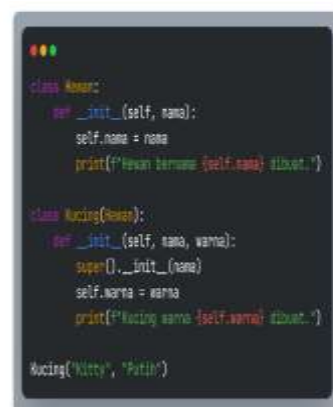 class Hewan:
    def __init__(self, nama):
        self.nama = nama
        print(f"Hewan bernama {self.nama} dibuat.")

class Kucing(Hewan):
    def __init__(self, nama, warna):
        super().__init__(nama)
        self.warna = warna
        print(f"Kucing warna {self.warna} dibuat.")

Kucing("Kitty", "Putih")